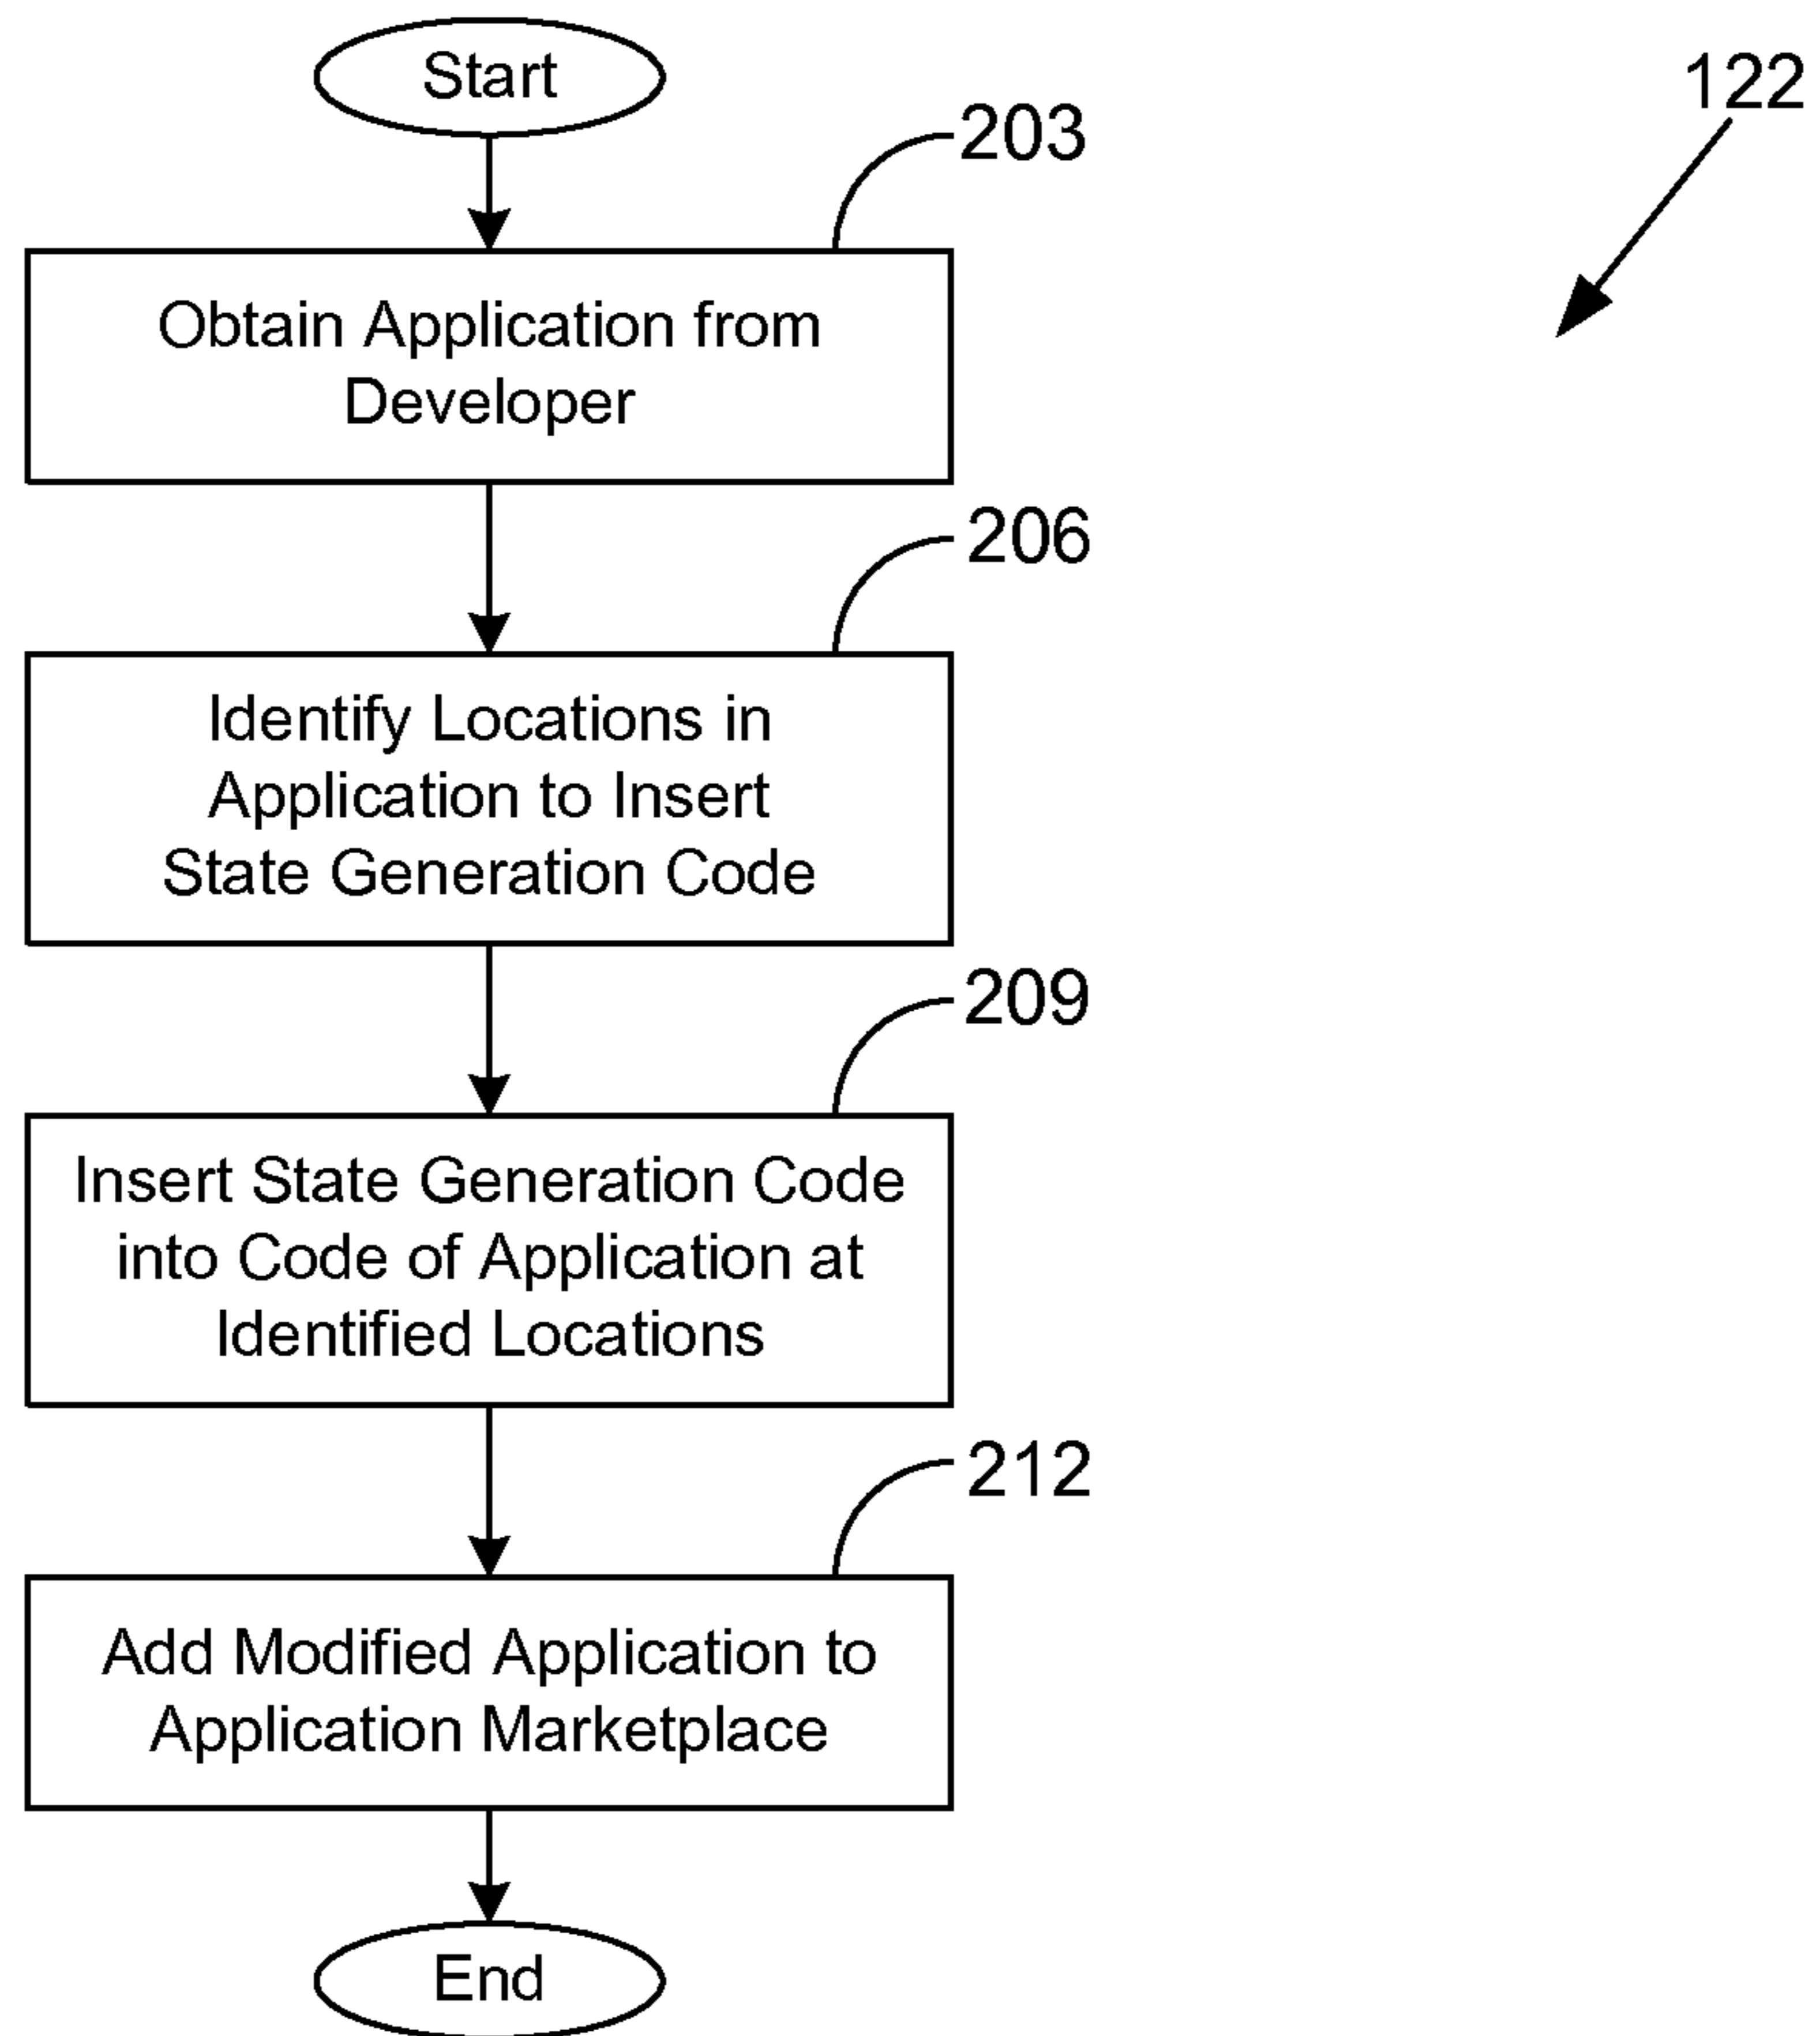 Start
122
203
Obtain Application from
Developer
206
Identify Locations in
Application to Insert
State Generation Code
209
Insert State Generation Code
into Code of Application at
Identified Locations
212
Add Modified Application to
Application Marketplace
End